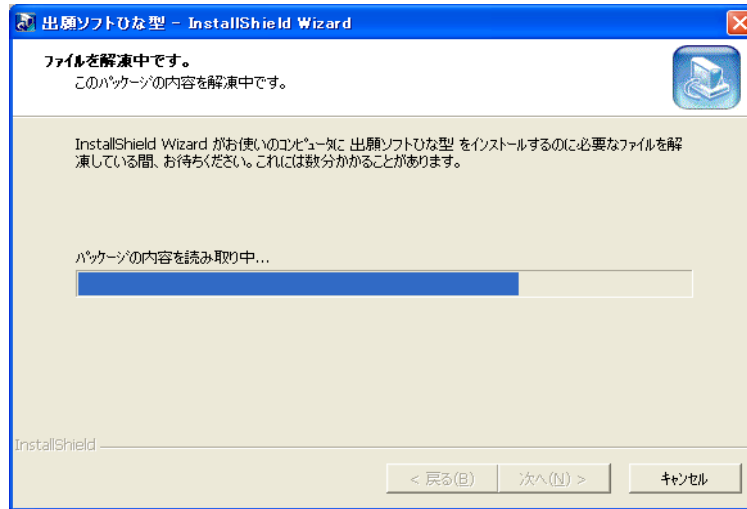 出願ソフトひな型 - InstallShield Wizard
ファイルを解凍中です。
このパッケージの内容を解凍中です。
InstallShield Wizard がお使いのコンピュータに 出願ソフトひな型 をインストールするのに必要なファイルを解
凍している間、お待ちください。これには数分かかることがあります。
パッケージの内容を読み取り中...
InstallShield
< 戻る(B) 次へ(N) > キャンセル